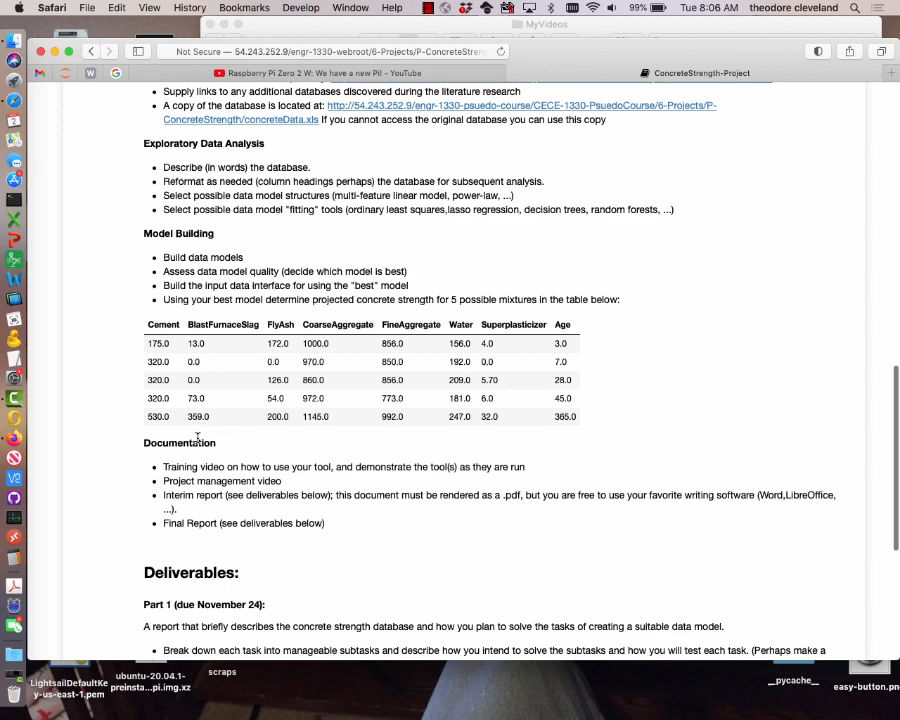 Safari File Edit View History Bookmarks Develop Window Help 99% Tue 8:06 AM theodore cleveland
MyVideos
Not Secure — 54.243.252.9/engr-1330-webroot/6-Projects/P-ConcreteStren
Raspberry Pi Zero 2 W: We have a new Pi! - YouTube ConcreteStrength-Project
• Supply links to any additional databases discovered during the literature research
• A copy of the database is located at: http://54.243.252.9/engr-1330-psuedo-course/CECE-1330-PsuedoCourse/6-Projects/P-
ConcreteStrength/concreteData.xls If you cannot access the original database you can use this copy
Exploratory Data Analysis
• Describe (in words) the database.
• Reformat as needed (column headings perhaps) the database for subsequent analysis.
• Select possible data model structures (multi-feature linear model, power-law, ...)
• Select possible data model "fitting" tools (ordinary least squares,lasso regression, decision trees, random forests, ...)
Model Building
• Build data models
• Assess data model quality (decide which model is best)
• Build the input data interface for using the "best" model
• Using your best model determine projected concrete strength for 5 possible mixtures in the table below:
Cement BlastFurnaceSlag FlyAsh CoarseAggregate FineAggregate Water Superplasticizer Age
175.0 13.0 172.0 1000.0 856.0 156.0 4.0 3.0
320.0 0.0 0.0 970.0 850.0 192.0 0.0 7.0
320.0 0.0 126.0 860.0 856.0 209.0 5.70 28.0
320.0 73.0 54.0 972.0 773.0 181.0 6.0 45.0
530.0 359.0 200.0 1145.0 992.0 247.0 32.0 365.0
Documentation
• Training video on how to use your tool, and demonstrate the tool(s) as they are run
• Project management video
• Interim report (see deliverables below); this document must be rendered as a .pdf, but you are free to use your favorite writing software (Word,LibreOffice,
...).
• Final Report (see deliverables below)
Deliverables:
Part 1 (due November 24):
A report that briefly describes the concrete strength database and how you plan to solve the tasks of creating a suitable data model.
• Break down each task into manageable subtasks and describe how you intend to solve the subtasks and how you will test each task. (Perhaps make a
LightsailDefaultKe
y-us-east-1.pem
ubuntu-20.04.1-
preinsta...pi.img.xz
scraps
__pycache__
easy-button.pn